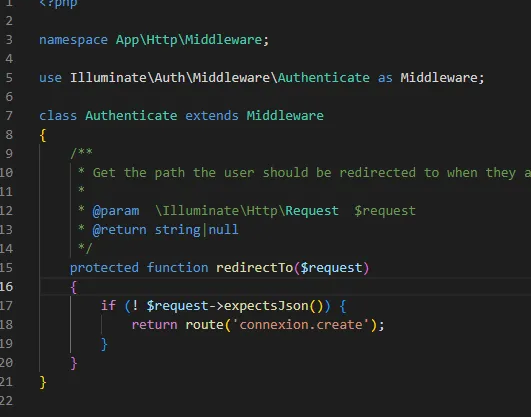 1 <?php
2
3 namespace App\Http\Middleware;
4
5 use Illuminate\Auth\Middleware\Authenticate as Middleware;
6
7 class Authenticate extends Middleware
8 {
9 /**
10 * Get the path the user should be redirected to when they a
11 *
12 * @param  \Illuminate\Http\Request  $request
13 * @return string|null
14 */
15 protected function redirectTo($request)
16 {
17 if (! $request->expectsJson()) {
18 return route('connexion.create');
19 }
20 }
21 }
22